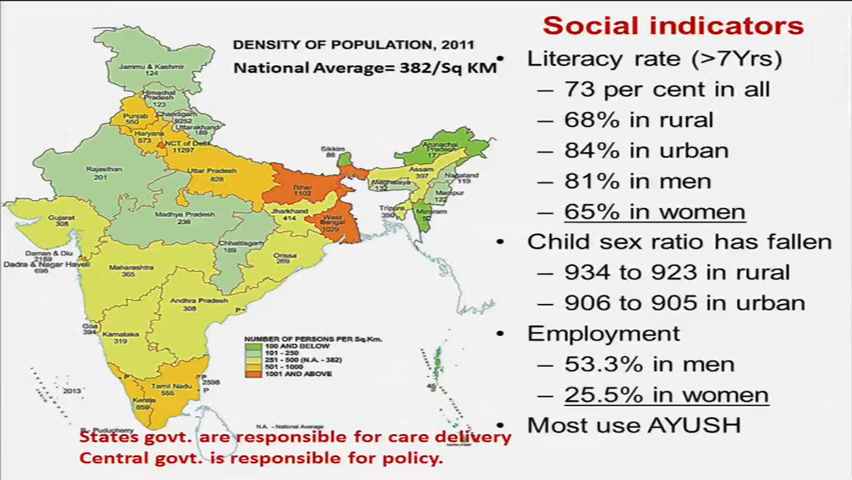 DENSITY OF POPULATION, 2011
National Average= 382/Sq KM
Jammu & Kashmir
124
Himachal
Pradesh
123
Punjab
550
Chandigarh
9252
Uttarakhand
189
Haryana
573
NCT of Delhi
11297
Rajasthan
201
Uttar Pradesh
828
Bihar
1102
Sikkim
86
Arunachal
Pradesh
17
Assam
397
Nagaland
119
Meghalaya
132
Manipur
122
Tripura
350
Mizoram
52
West
Bengal
1029
Jharkhand
414
Gujarat
308
Madhya Pradesh
236
Chhattisgarh
189
Orissa
269
Daman & Diu
2169
Dadra & Nagar Haveli
698
Maharashtra
365
Andhra Pradesh
308
P
Goa
394
Karnataka
319
Tamil Nadu
555
P
2598
P
Kerala
859
P
2013
46
P - Puducherry
NUMBER OF PERSONS PER Sq.Km.
100 AND BELOW
101 - 250
251 - 500 (N.A. - 382)
501 - 1000
1001 AND ABOVE
N.A. - National Average
States govt. are responsible for care delivery
Central govt. is responsible for policy.
Social indicators
• Literacy rate (>7Yrs)
– 73 per cent in all
– 68% in rural
– 84% in urban
– 81% in men
– 65% in women
• Child sex ratio has fallen
– 934 to 923 in rural
– 906 to 905 in urban
• Employment
– 53.3% in men
– 25.5% in women
• Most use AYUSH